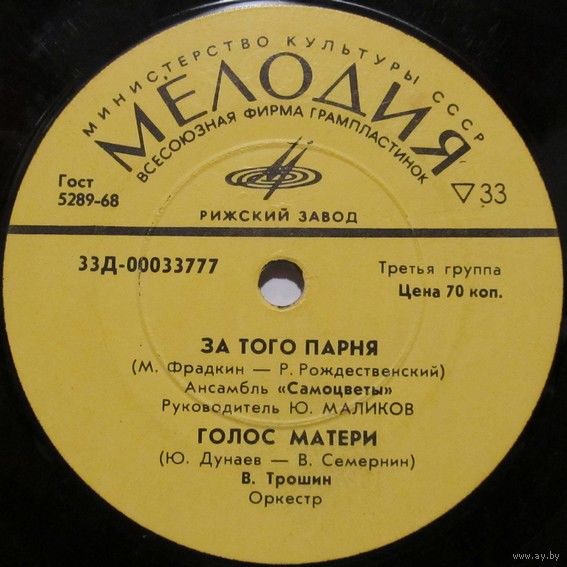 МИНИСТЕРСТВО КУЛЬТУРЫ СССР
МЕЛОДИЯ
ВСЕСОЮЗНАЯ ФИРМА ГРАМПЛАСТИНОК
Гост
5289-68
▽33
РИЖСКИЙ ЗАВОД
33Д-00033777
Третья группа
Цена 70 коп.
ЗА ТОГО ПАРНЯ
(М. Фрадкин — Р. Рождественский)
Ансамбль «Самоцветы»
Руководитель Ю. МАЛИКОВ
ГОЛОС МАТЕРИ
(Ю. Дунаев — В. Семернин)
В. Трошин
Оркестр
www.ay.by